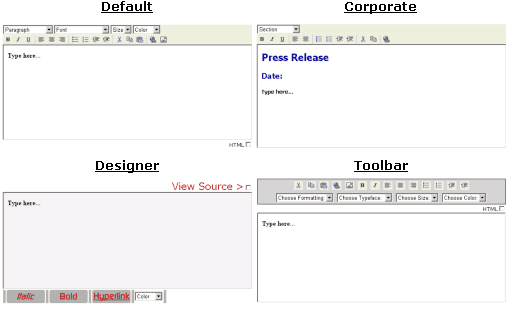 Default
Paragraph Font Size Color
B I U
Type here...
HTML
Corporate
Section
B I U
Press Release
Date:
Type here...
Designer
View Source >
Type here...
Italic Bold Hyperlink Color
Toolbar
B I
Choose Formatting Choose Typeface Choose Size Choose Color
HTML
Type here...